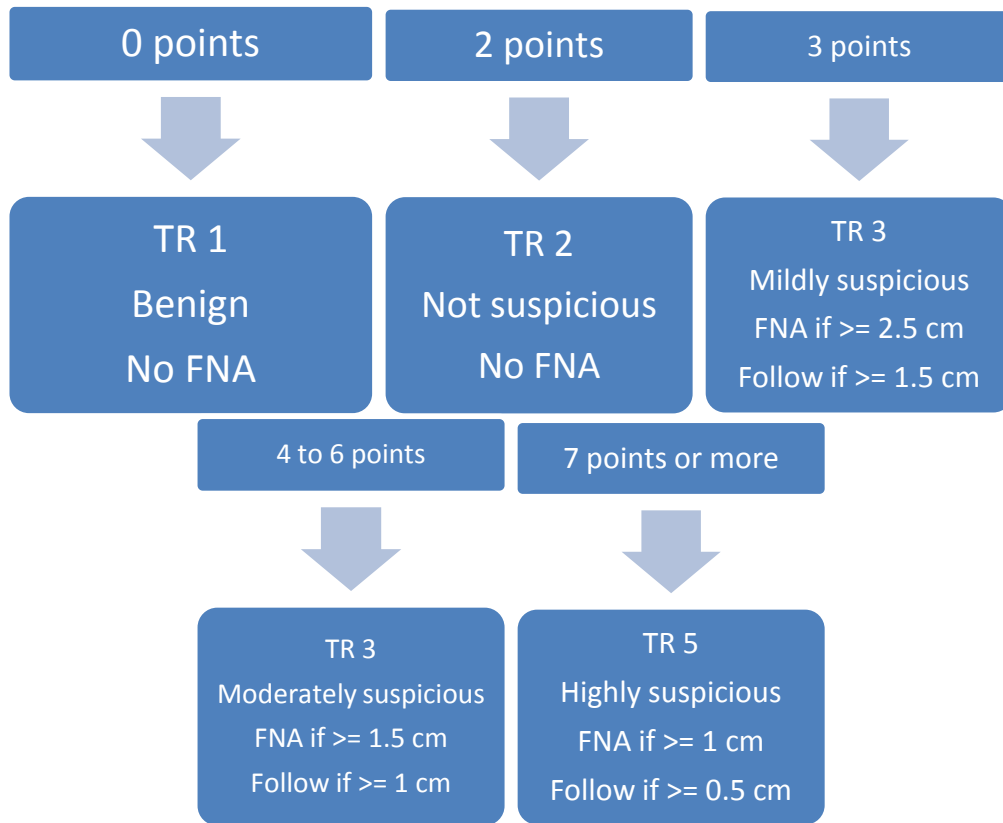 0 points
2 points
3 points
TR 1
Benign
No FNA
TR 2
Not suspicious
No FNA
TR 3
Mildly suspicious
FNA if >= 2.5 cm
Follow if >= 1.5 cm
4 to 6 points
7 points or more
TR 3
Moderately suspicious
FNA if >= 1.5 cm
Follow if >= 1 cm
TR 5
Highly suspicious
FNA if >= 1 cm
Follow if >= 0.5 cm